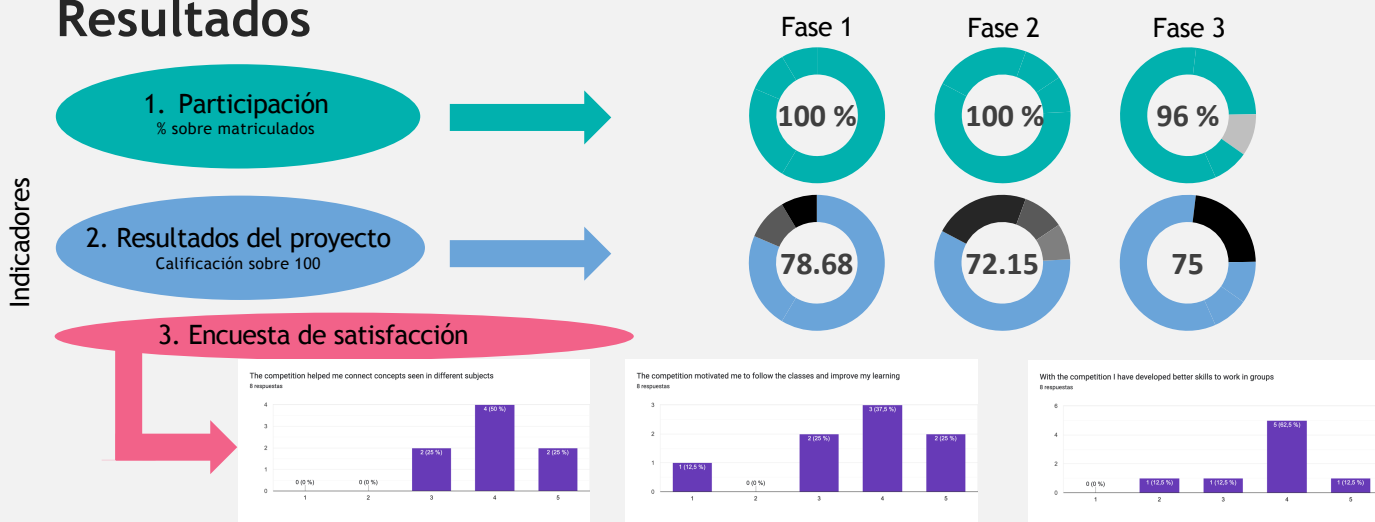 Resultados
Indicadores
Fase 1
Fase 2
Fase 3
1. Participación
% sobre matriculados
100 %
100 %
96 %
2. Resultados del proyecto
Calificación sobre 100
78.68
72.15
75
3. Encuesta de satisfacción
The competition helped me connect concepts seen in different subjects
8 respuestas
4
3
2
1
0
0 (0 %)
0 (0 %)
2 (25 %)
4 (50 %)
2 (25 %)
1
2
3
4
5
The competition motivated me to follow the classes and improve my learning
8 respuestas
3
2
1
0
1 (12,5 %)
0 (0 %)
2 (25 %)
3 (37,5 %)
2 (25 %)
1
2
3
4
5
With the competition I have developed better skills to work in groups
8 respuestas
6
4
2
0
0 (0 %)
1 (12,5 %)
1 (12,5 %)
5 (62,5 %)
1 (12,5 %)
1
2
3
4
5